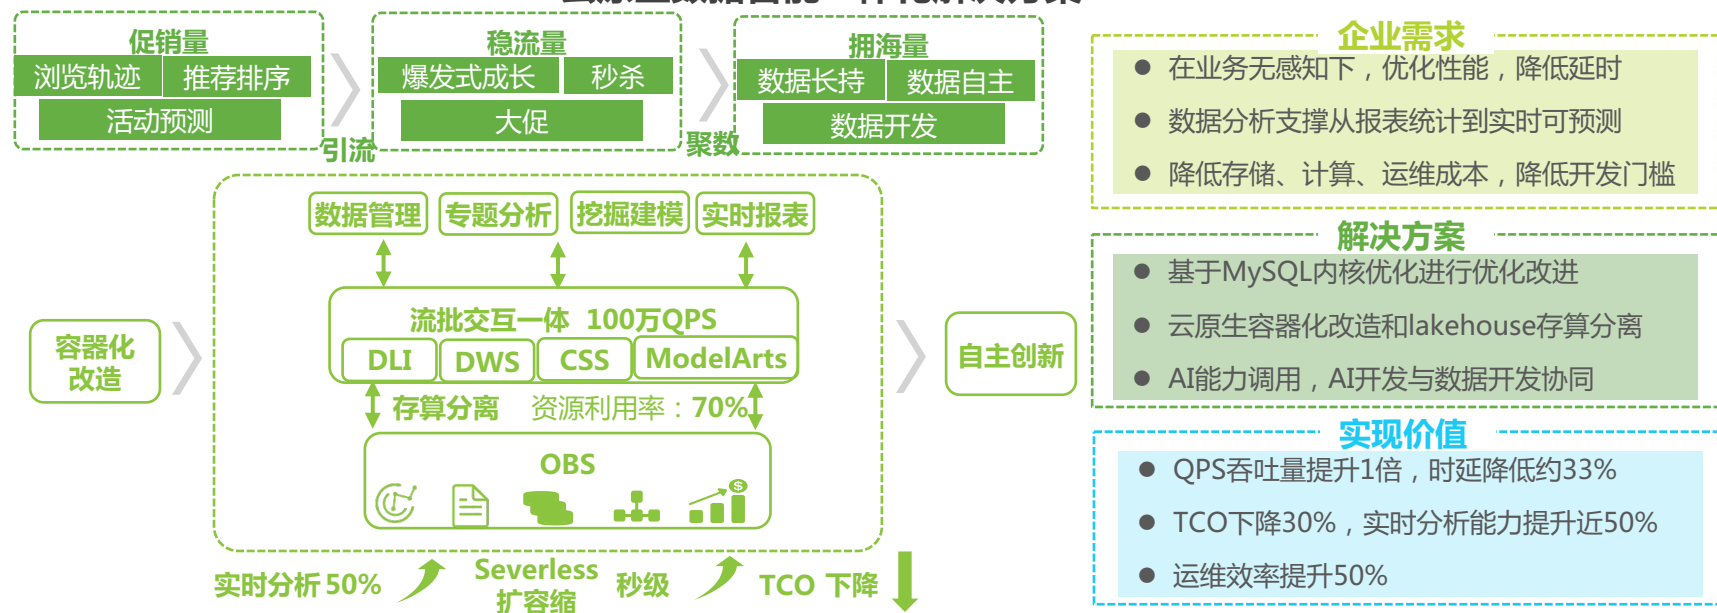 促销量
浏览轨迹
推荐排序
活动预测
引流
稳流量
爆发式成长
秒杀
大促
聚数
拥海量
数据长持
数据自主
数据开发
容器化
改造
数据管理
专题分析
挖掘建模
实时报表
流批交互一体 100万QPS
DLI
DWS
CSS
ModelArts
存算分离 资源利用率：70%
OBS
自主创新
实时分析50%
Severless
扩容缩
秒级
TCO 下降
企业需求
● 在业务无感知下，优化性能，降低延时
● 数据分析支撑从报表统计到实时可预测
● 降低存储、计算、运维成本，降低开发门槛
解决方案
● 基于MySQL内核优化进行优化改进
● 云原生容器化改造和lakehouse存算分离
● AI能力调用，AI开发与数据开发协同
实现价值
● QPS吞吐量提升1倍，时延降低约33%
● TCO下降30%，实时分析能力提升近50%
● 运维效率提升50%